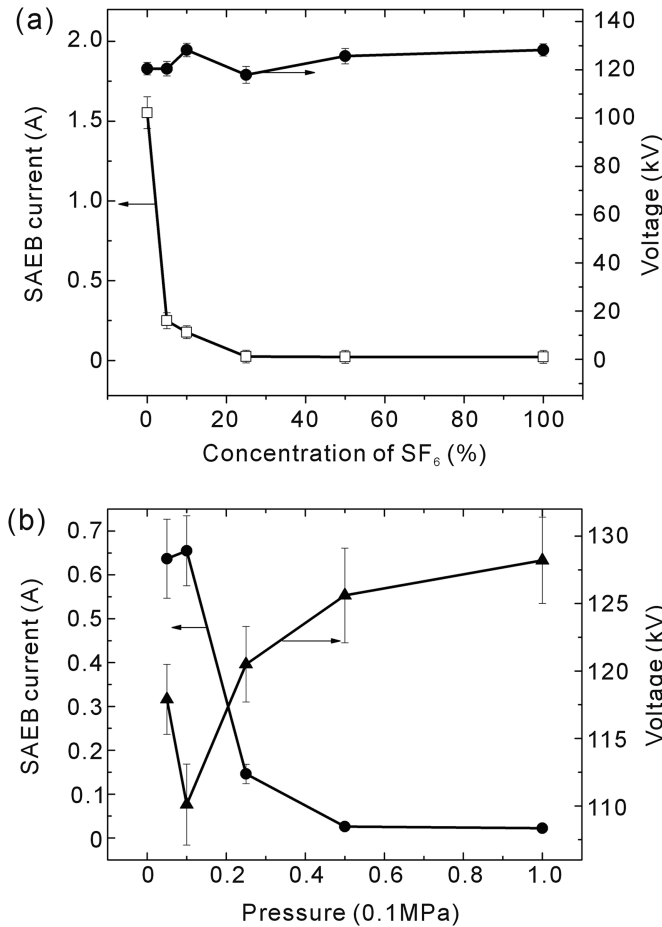 (a)
2.0
1.5
1.0
0.5
0
SAEB current (A)
140
120
100
80
60
40
20
0
Voltage (kV)
0 20 40 60 80 100
Concentration of SF₆ (%)
(b)
0.7
0.6
0.5
0.4
0.3
0.2
0.1
0
SAEB current (A)
130
125
120
115
110
Voltage (kV)
0 0.2 0.4 0.6 0.8 1.0
Pressure (0.1MPa)